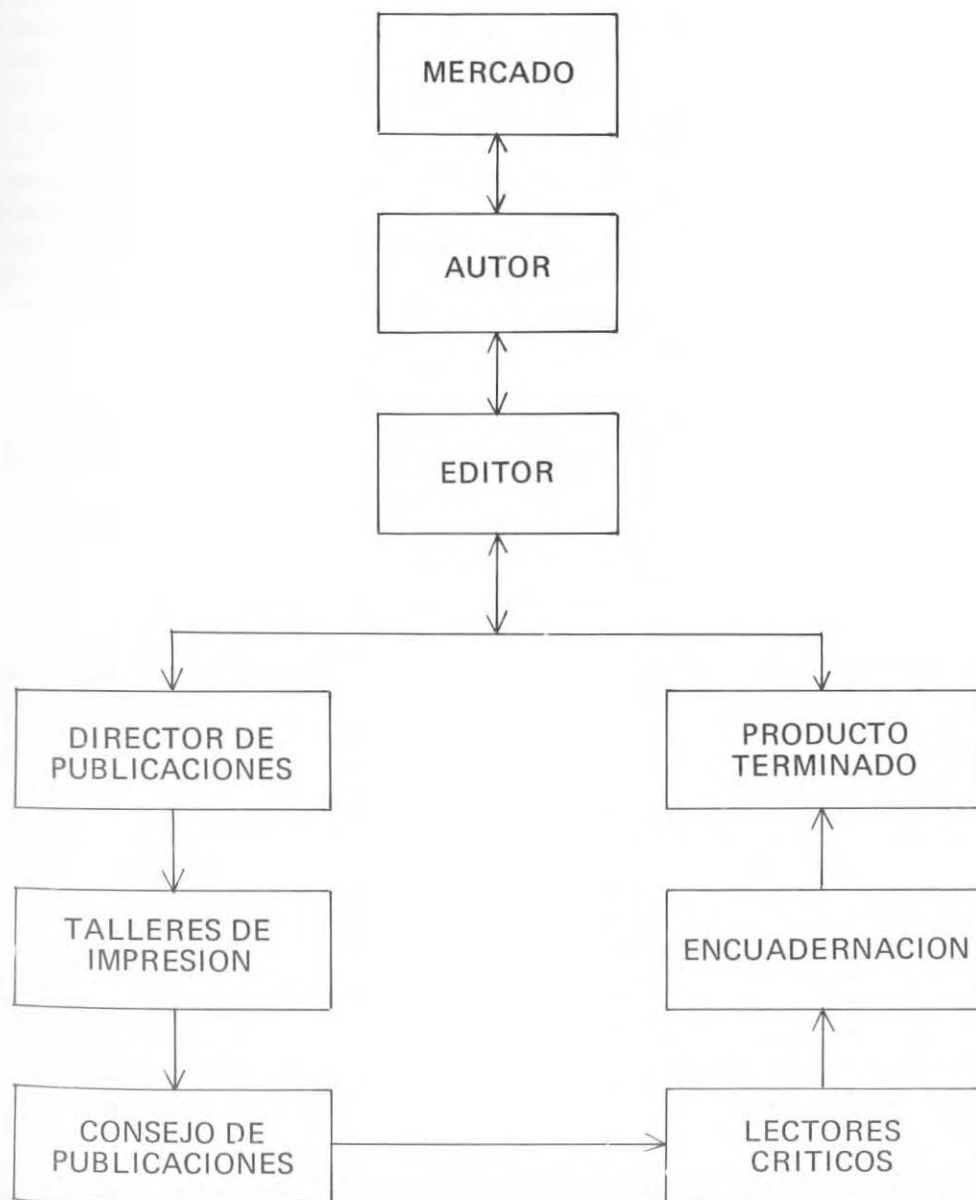 MERCADO
AUTOR
EDITOR
DIRECTOR DE
PUBLICACIONES
PRODUCTO
TERMINADO
TALLERES DE
IMPRESION
ENCUADERNACION
CONSEJO DE
PUBLICACIONES
LECTORES
CRITICOS